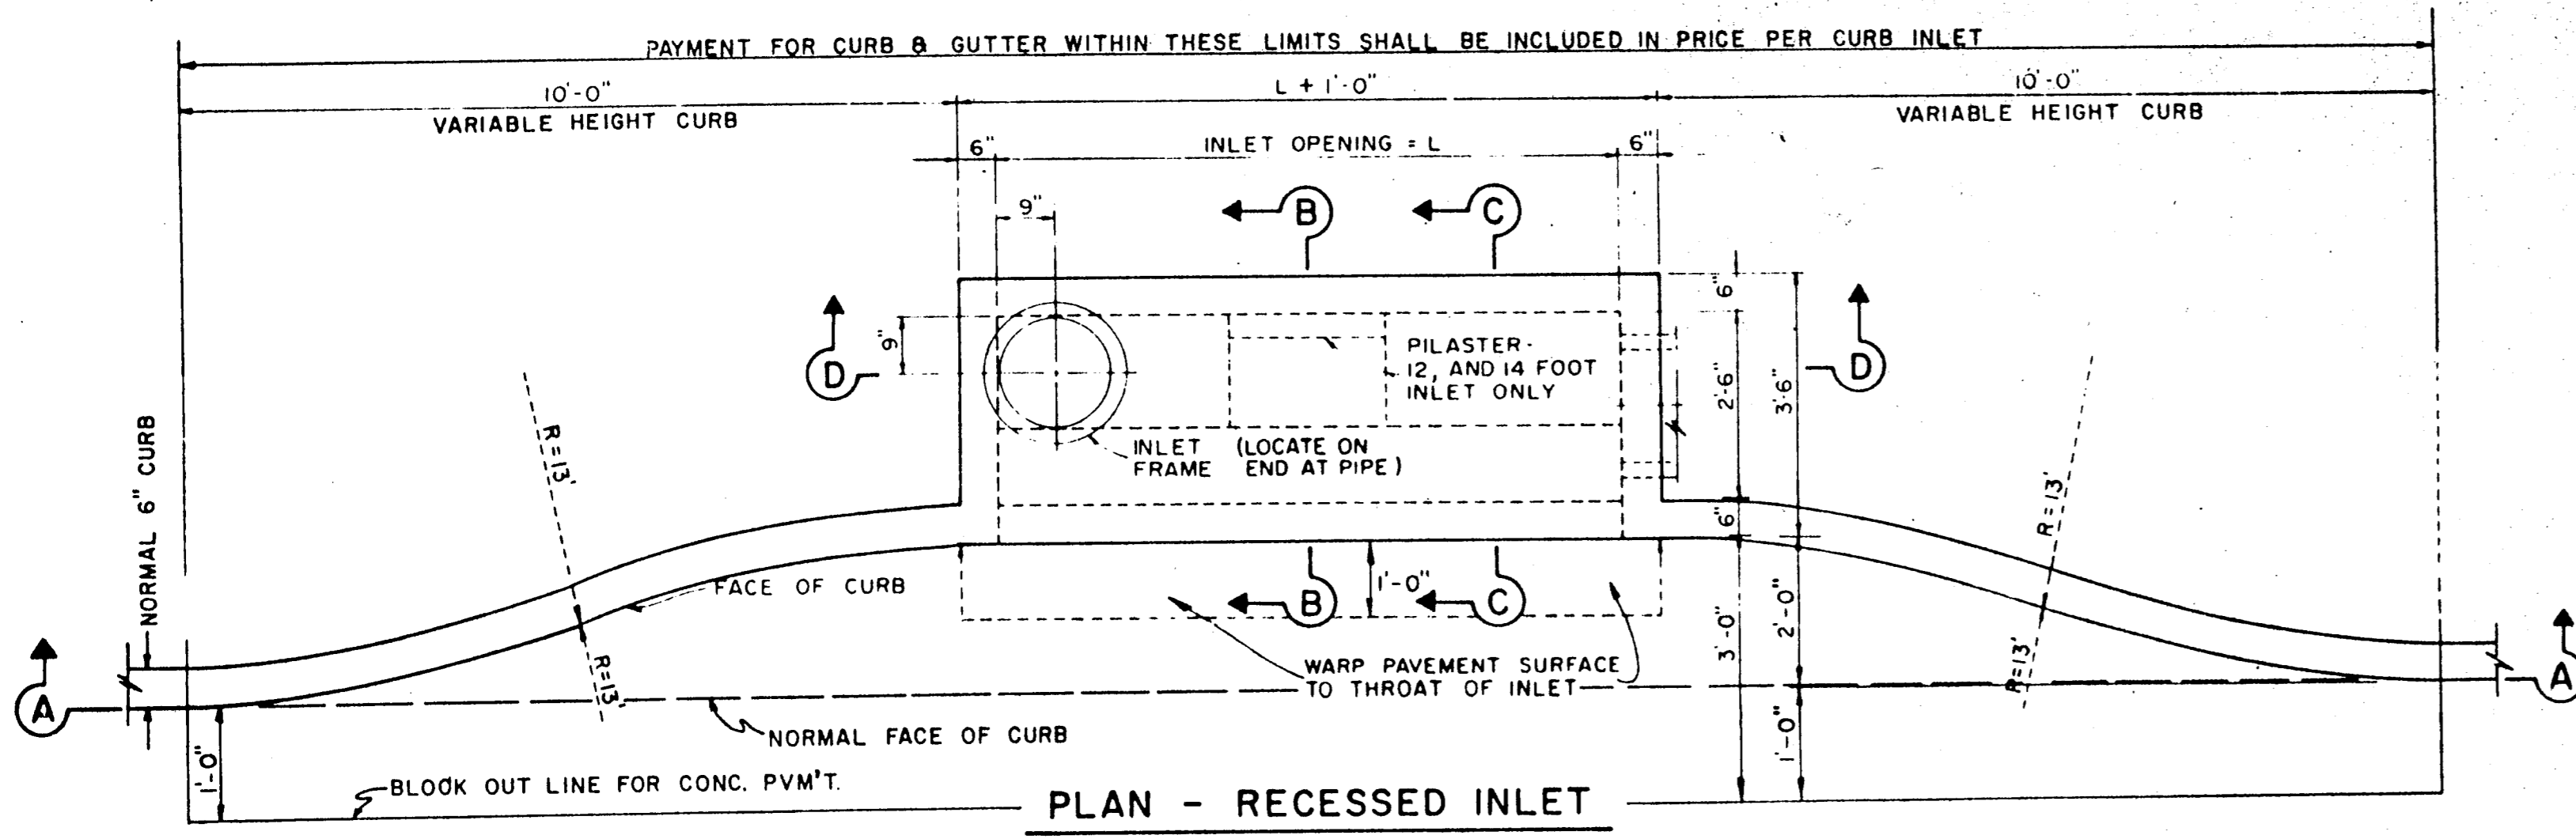 PAYMENT FOR CURB & GUTTER WITHIN THESE LIMITS SHALL BE INCLUDED IN PRICE PER CURB INLET
10'-0"
L + 1'-0"
10'-0"
VARIABLE HEIGHT CURB
VARIABLE HEIGHT CURB
6"
INLET OPENING = L
6"
9"
B
C
D
9"
6"
D
PILASTER-
12, AND 14 FOOT
INLET ONLY
2'-6"
3'-6"
INLET FRAME
(LOCATE ON END AT PIPE)
NORMAL 6" CURB
R=13'
R=13'
6"
FACE OF CURB
1'-0"
B
C
R=13'
R=13'
3'-0"
2'-0"
WARP PAVEMENT SURFACE
TO THROAT OF INLET
A
A
NORMAL FACE OF CURB
1'-0"
1'-0"
BLOOK OUT LINE FOR CONC. PVM'T.
PLAN - RECESSED INLET